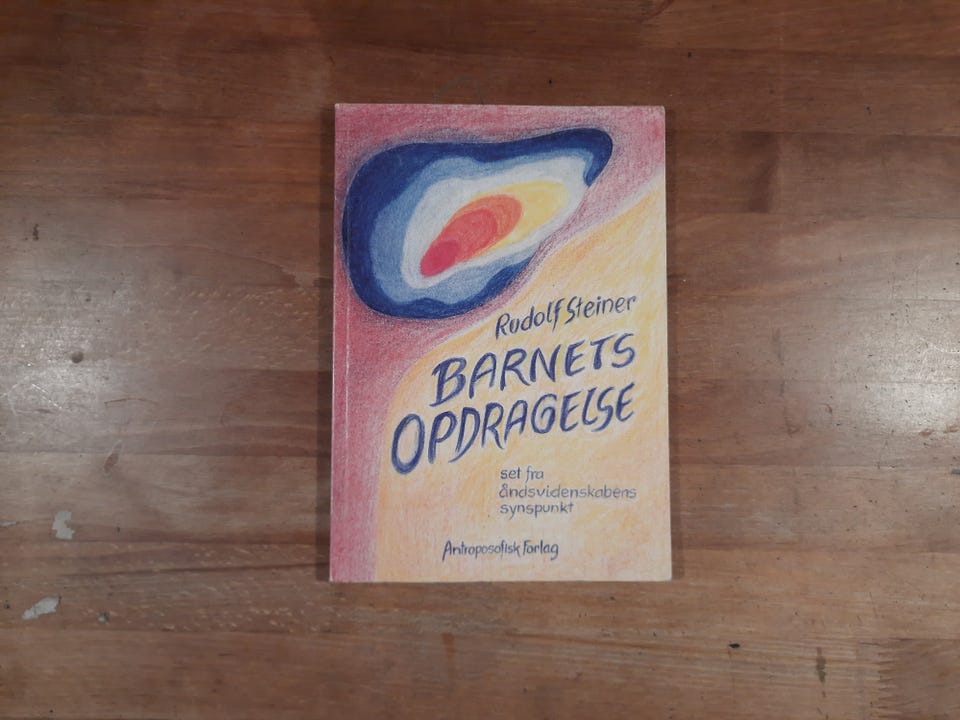 Rudolf Steiner
BARNETS
OPDRAGELSE
set fra
åndsvidenskabens
synspunkt
Antroposofisk Forlag